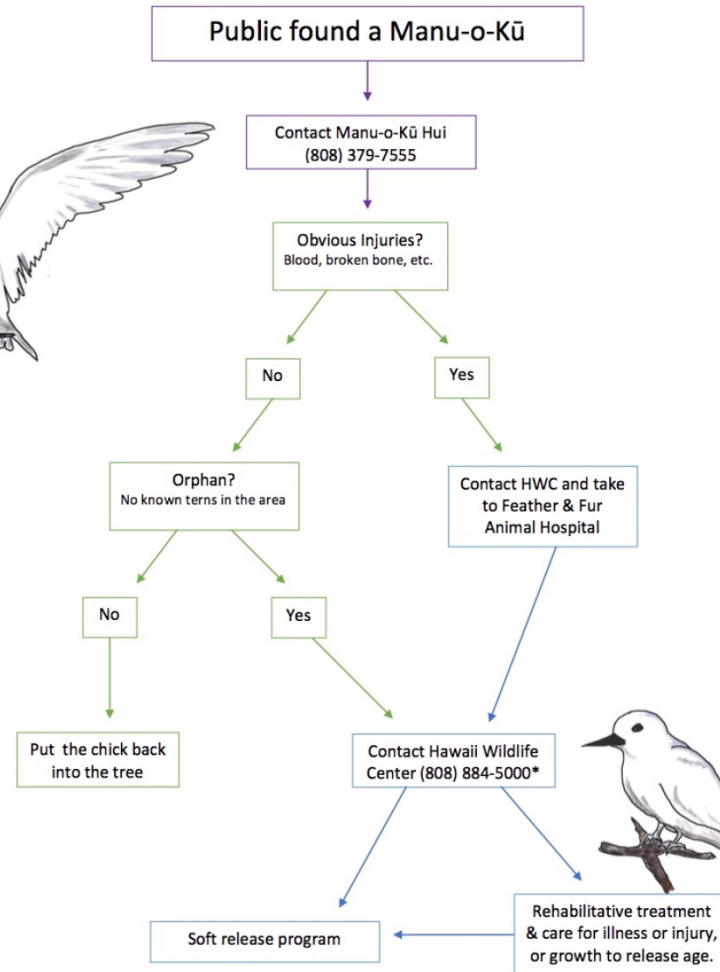 Public found a Manu-o-Kū
Contact Manu-o-Kū Hui
(808) 379-7555
Obvious Injuries?
Blood, broken bone, etc.
No
Yes
Orphan?
No known terns in the area
Contact HWC and take
to Feather & Fur
Animal Hospital
No
Yes
Put the chick back
into the tree
Contact Hawaii Wildlife
Center (808) 884-5000*
Soft release program
Rehabilitative treatment
& care for illness or injury,
or growth to release age.